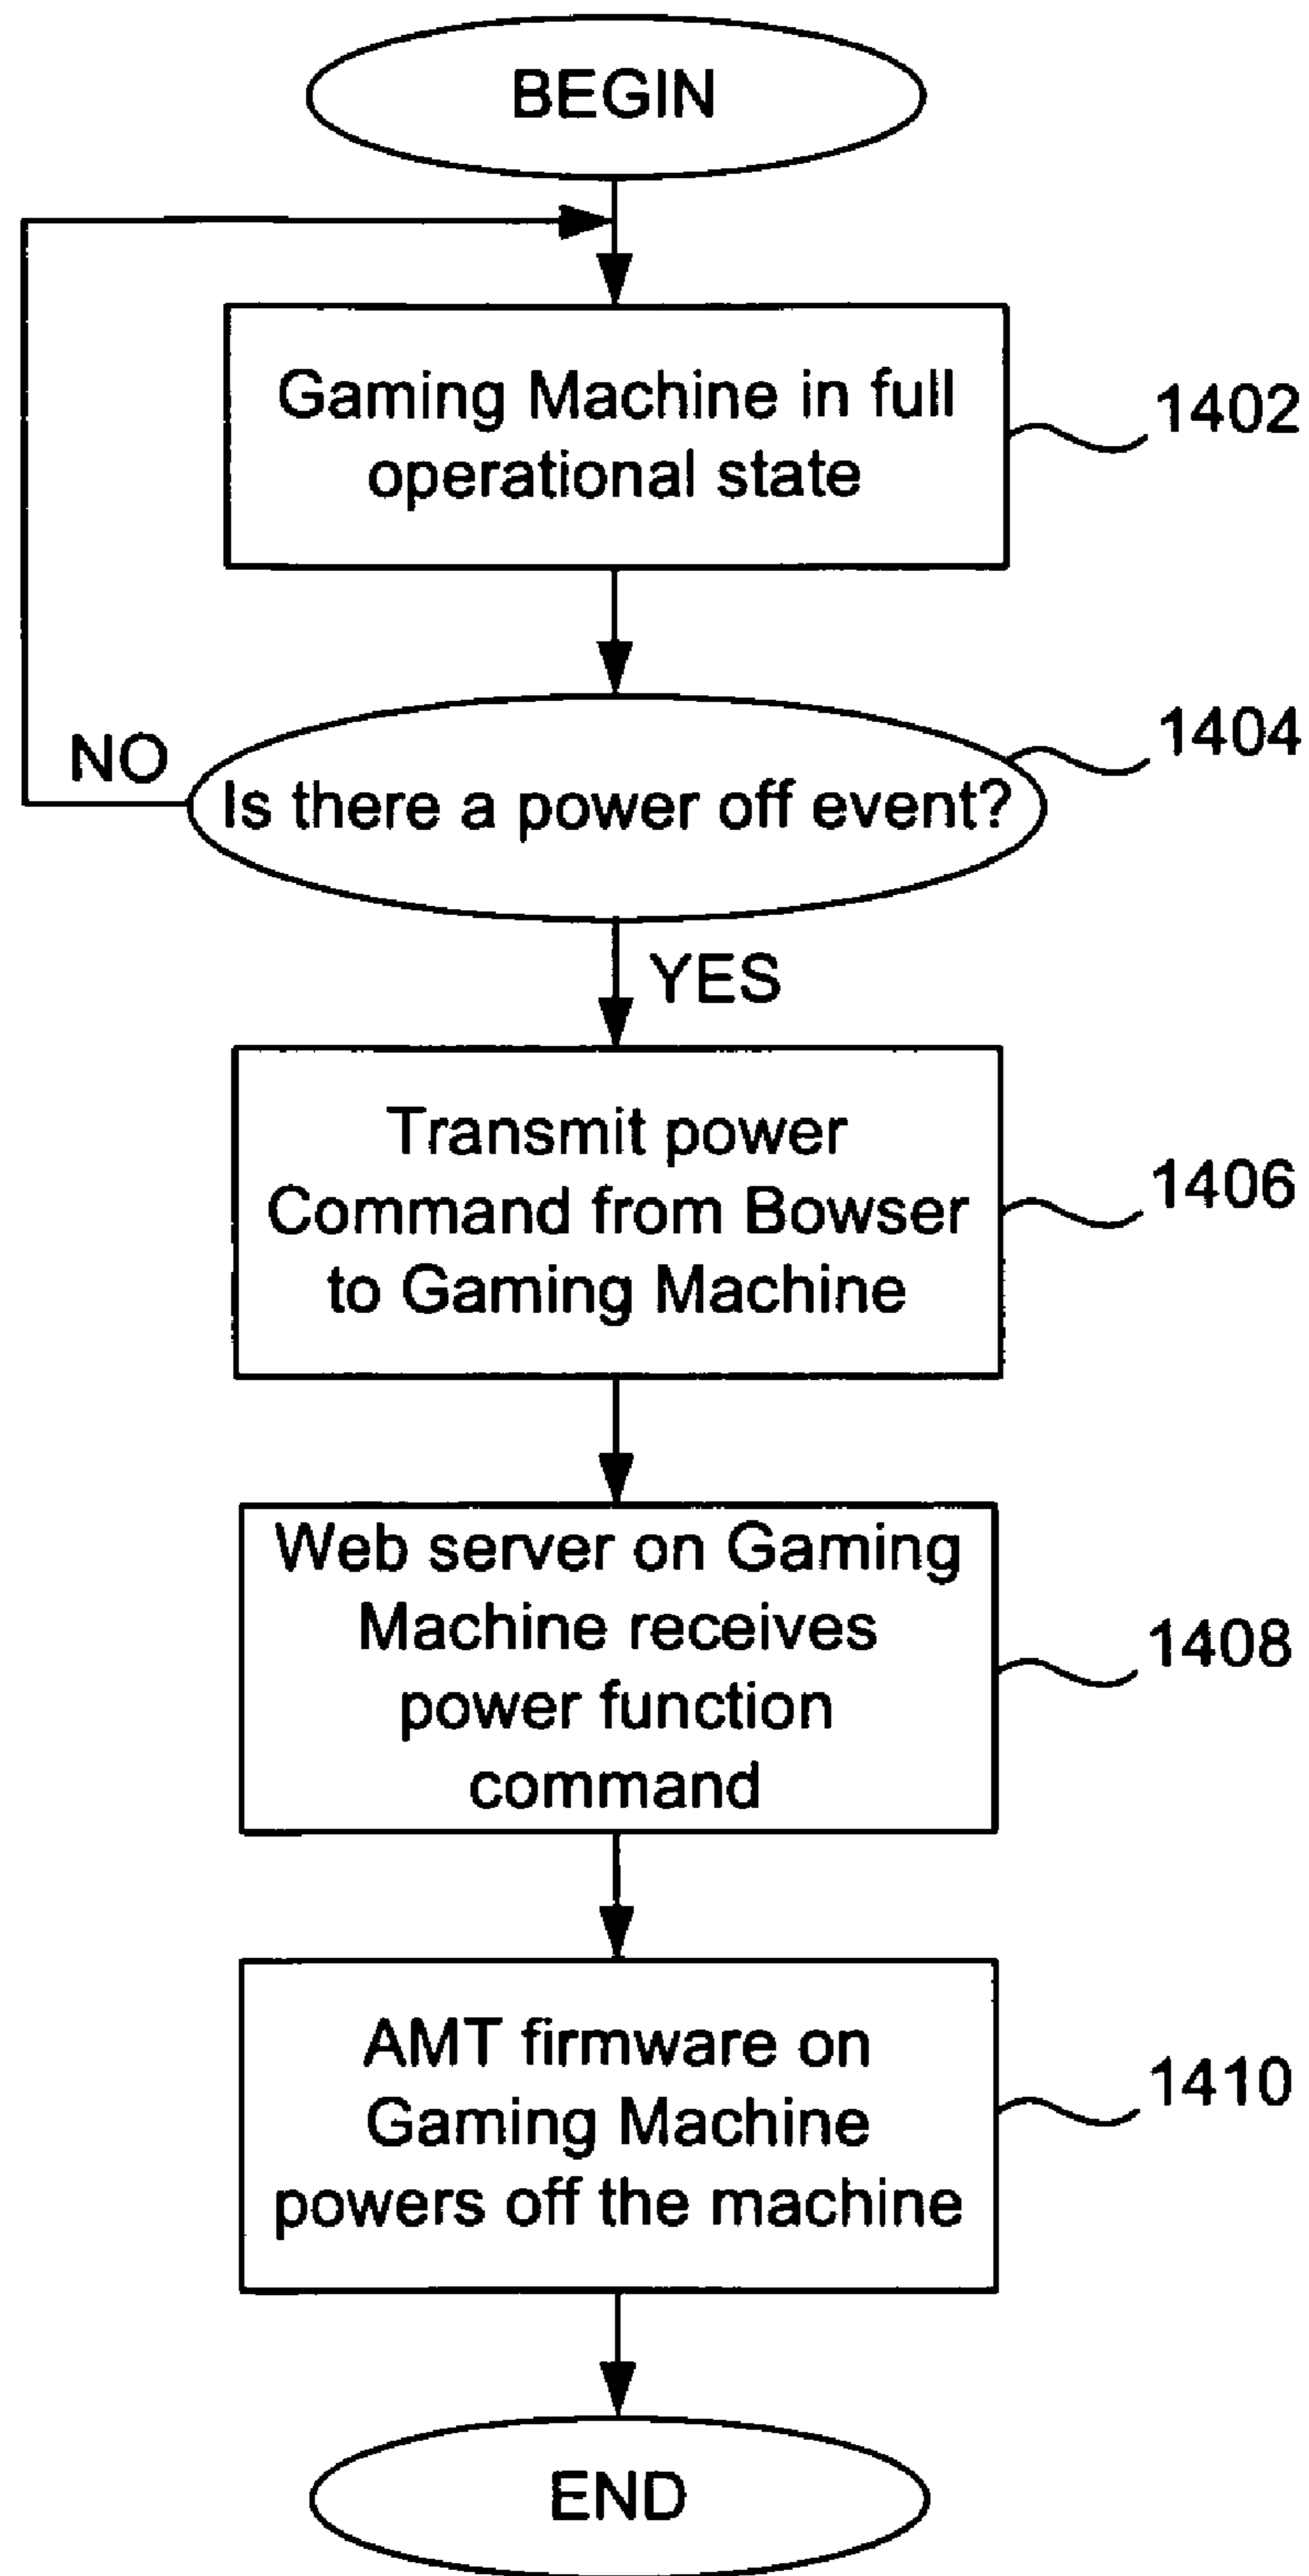 BEGIN
Gaming Machine in full
operational state
1402
NO
Is there a power off event?
1404
YES
Transmit power
Command from Bowser
to Gaming Machine
1406
Web server on Gaming
Machine receives
power function
command
1408
AMT firmware on
Gaming Machine
powers off the machine
1410
END